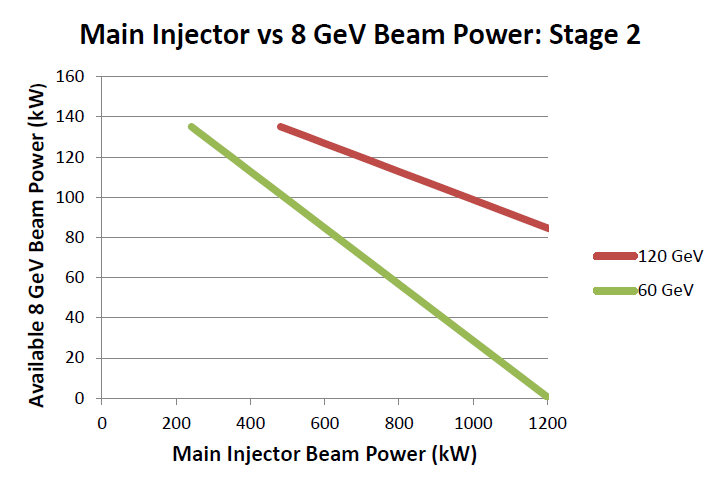 Main Injector vs 8 GeV Beam Power: Stage 2
Available 8 GeV Beam Power (kW)
160
140
120
100
80
60
40
20
0
0 200 400 600 800 1000 1200
Main Injector Beam Power (kW)
120 GeV
60 GeV